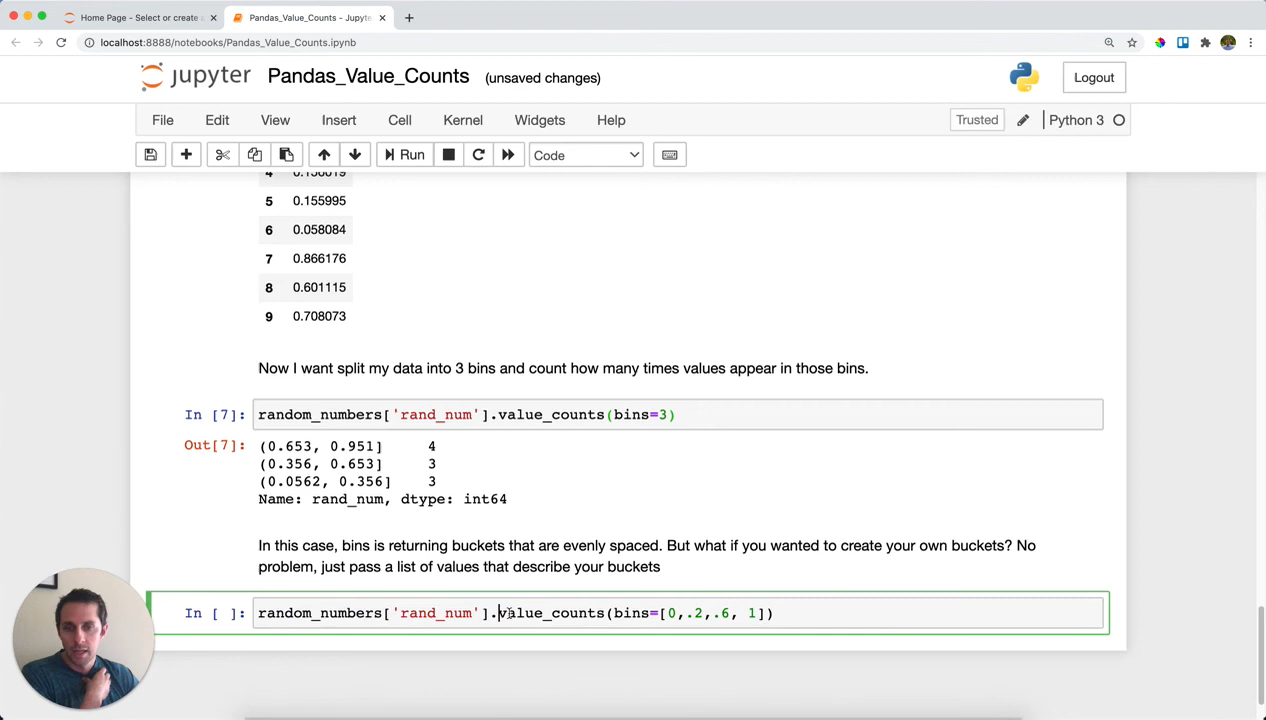 Home Page - Select or create a
Pandas_Value_Counts - Jupyte
localhost:8888/notebooks/Pandas_Value_Counts.ipynb
jupyter Pandas_Value_Counts (unsaved changes)
Logout
File Edit View Insert Cell Kernel Widgets Help
Trusted Python 3
Run Code
4
5 0.155995
6 0.058084
7 0.866176
8 0.601115
9 0.708073
Now I want split my data into 3 bins and count how many times values appear in those bins.
In [7]: random_numbers['rand_num'].value_counts(bins=3)
Out[7]: (0.653, 0.951] 4
(0.356, 0.653] 3
(0.0562, 0.356] 3
Name: rand_num, dtype: int64
In this case, bins is returning buckets that are evenly spaced. But what if you wanted to create your own buckets? No
problem, just pass a list of values that describe your buckets
In [ ]: random_numbers['rand_num'].value_counts(bins=[0,.2,.6, 1])